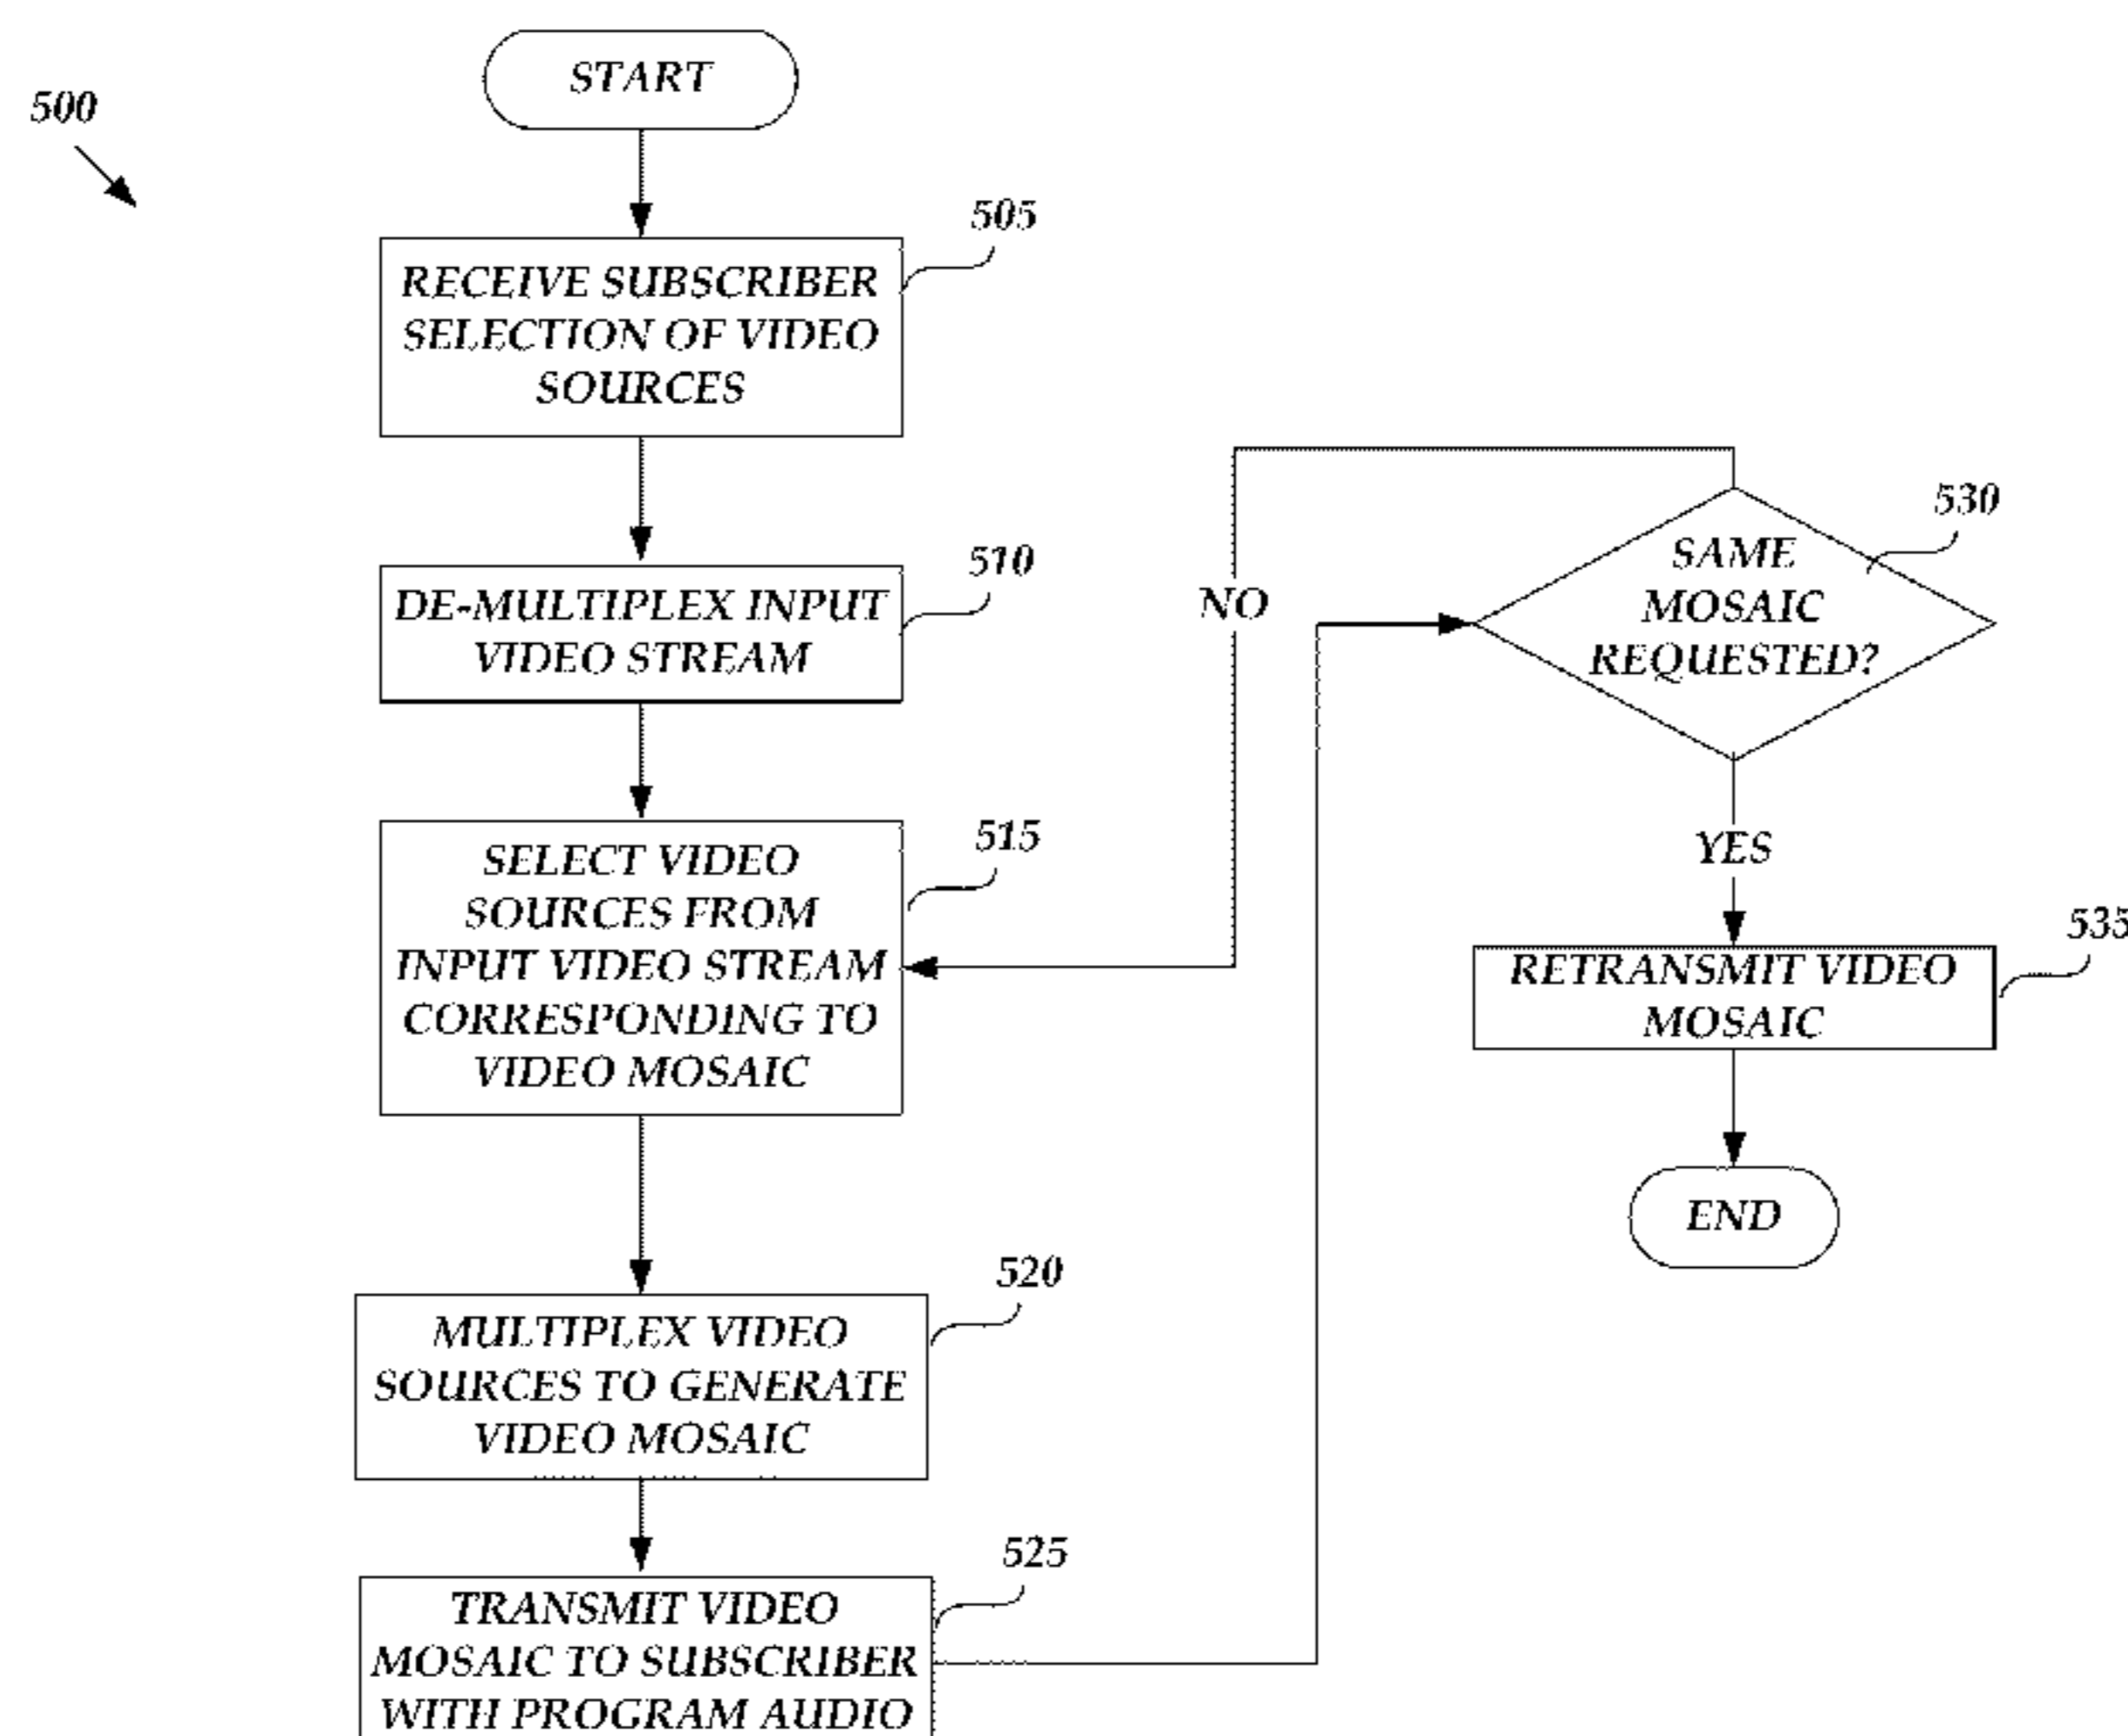 500
START
505
RECEIVE SUBSCRIBER
SELECTION OF VIDEO
SOURCES
510
DE-MULTIPLEX INPUT
VIDEO STREAM
515
SELECT VIDEO
SOURCES FROM
INPUT VIDEO STREAM
CORRESPONDING TO
VIDEO MOSAIC
520
MULTIPLEX VIDEO
SOURCES TO GENERATE
VIDEO MOSAIC
525
TRANSMIT VIDEO
MOSAIC TO SUBSCRIBER
WITH PROGRAM AUDIO
530
SAME
MOSAIC
REQUESTED?
NO
YES
535
RETRANSMIT VIDEO
MOSAIC
END